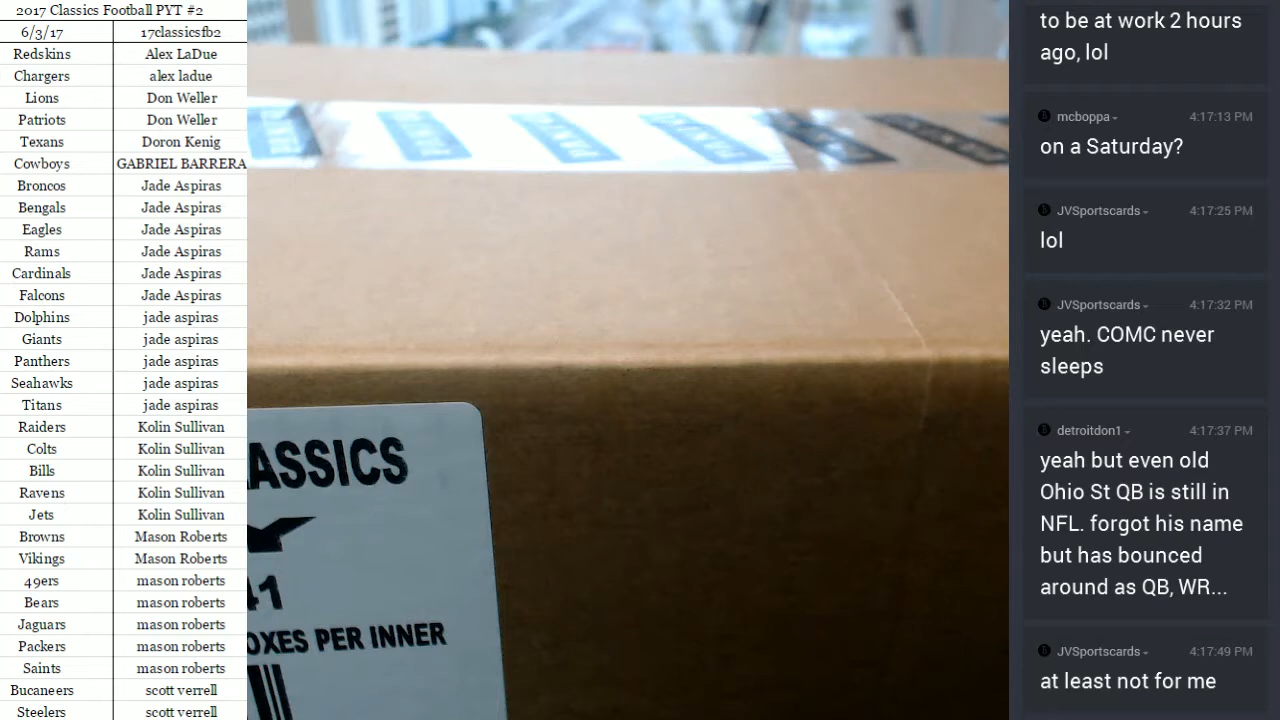 2017 Classics Football PYT #2
6/3/17 17classicsfb2
Redskins Alex LaDue
Chargers alex ladue
Lions Don Weller
Patriots Don Weller
Texans Doron Kenig
Cowboys GABRIEL BARRERA
Broncos Jade Aspiras
Bengals Jade Aspiras
Eagles Jade Aspiras
Rams Jade Aspiras
Cardinals Jade Aspiras
Falcons Jade Aspiras
Dolphins jade aspiras
Giants jade aspiras
Panthers jade aspiras
Seahawks jade aspiras
Titans jade aspiras
Raiders Kolin Sullivan
Colts Kolin Sullivan
Bills Kolin Sullivan
Ravens Kolin Sullivan
Jets Kolin Sullivan
Browns Mason Roberts
Vikings Mason Roberts
49ers mason roberts
Bears mason roberts
Jaguars mason roberts
Packers mason roberts
Saints mason roberts
Bucaneers scott verrell
Steelers scott verrell
ASSICS
41
OXES PER INNER
to be at work 2 hours
ago, lol
mcboppa 4:17:13 PM
on a Saturday?
JVSportscards 4:17:25 PM
lol
JVSportscards 4:17:32 PM
yeah. COMC never
sleeps
detroitdon1 4:17:37 PM
yeah but even old
Ohio St QB is still in
NFL. forgot his name
but has bounced
around as QB, WR...
JVSportscards 4:17:49 PM
at least not for me